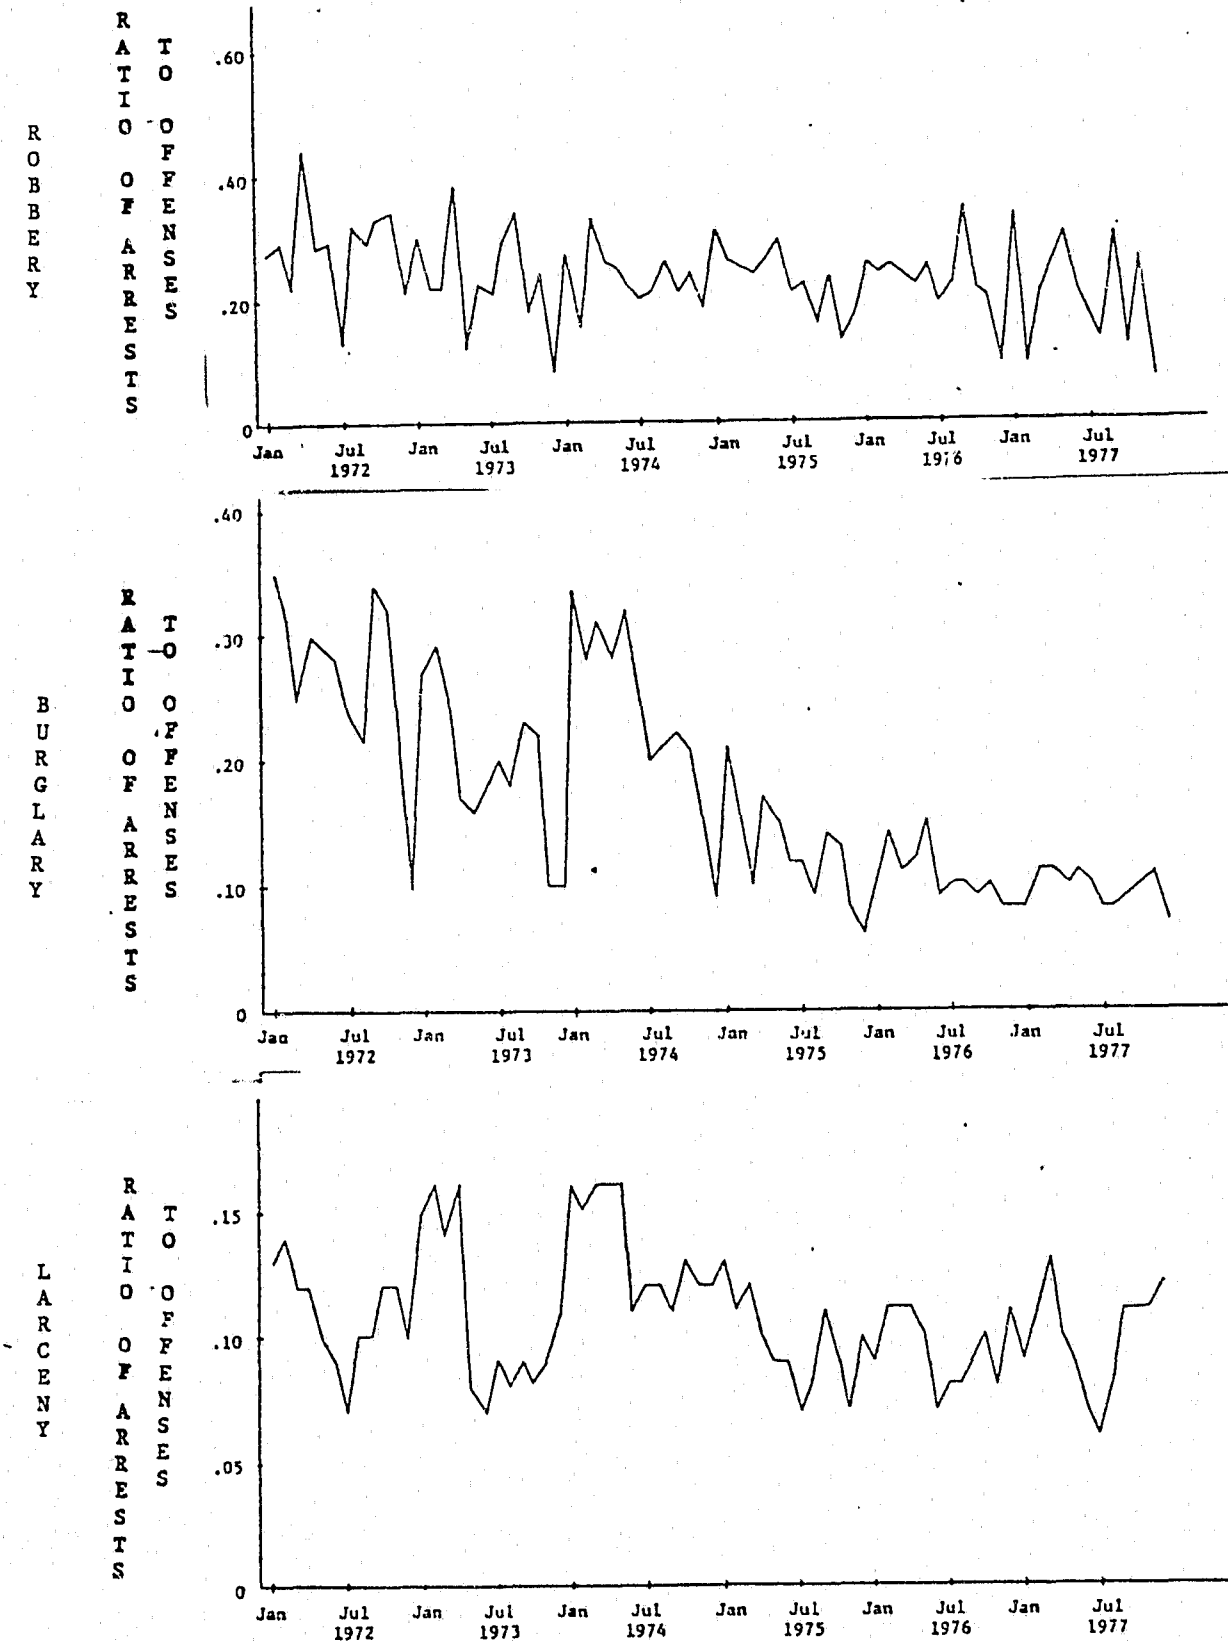 ROBBERY
RATIO OF ARRESTS
TO OFFENSES
.60
.40
.20
0
Jan Jul Jan Jul Jan Jul Jan Jul Jan Jul Jan Jul
1972 1973 1974 1975 1976 1977
BURGLARY
RATIO OF ARRESTS
TO OFFENSES
.40
.30
.20
.10
0
Jan Jul Jan Jul Jan Jul Jan Jul Jan Jul Jan Jul
1972 1973 1974 1975 1976 1977
LARCENY
RATIO OF ARRESTS
TO OFFENSES
.15
.10
.05
0
Jan Jul Jan Jul Jan Jul Jan Jul Jan Jul Jan Jul
1972 1973 1974 1975 1976 1977